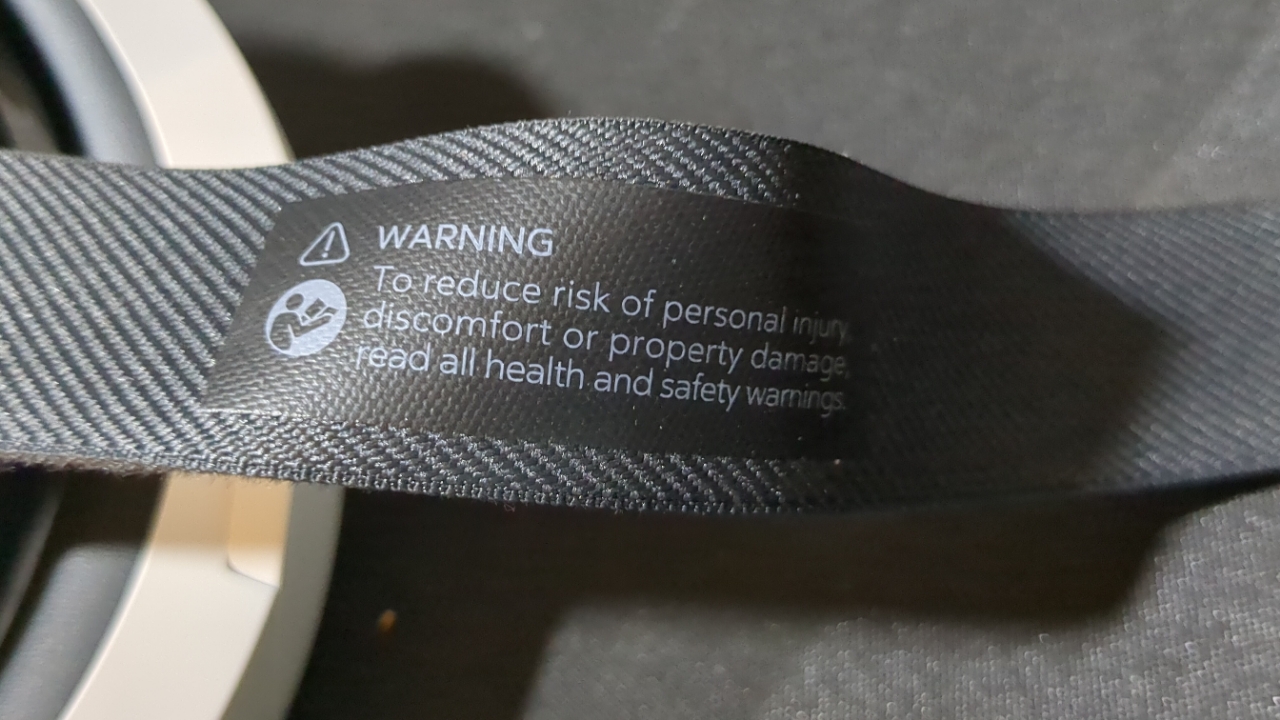 WARNING
To reduce risk of personal injury,
discomfort or property damage,
read all health and safety warnings.